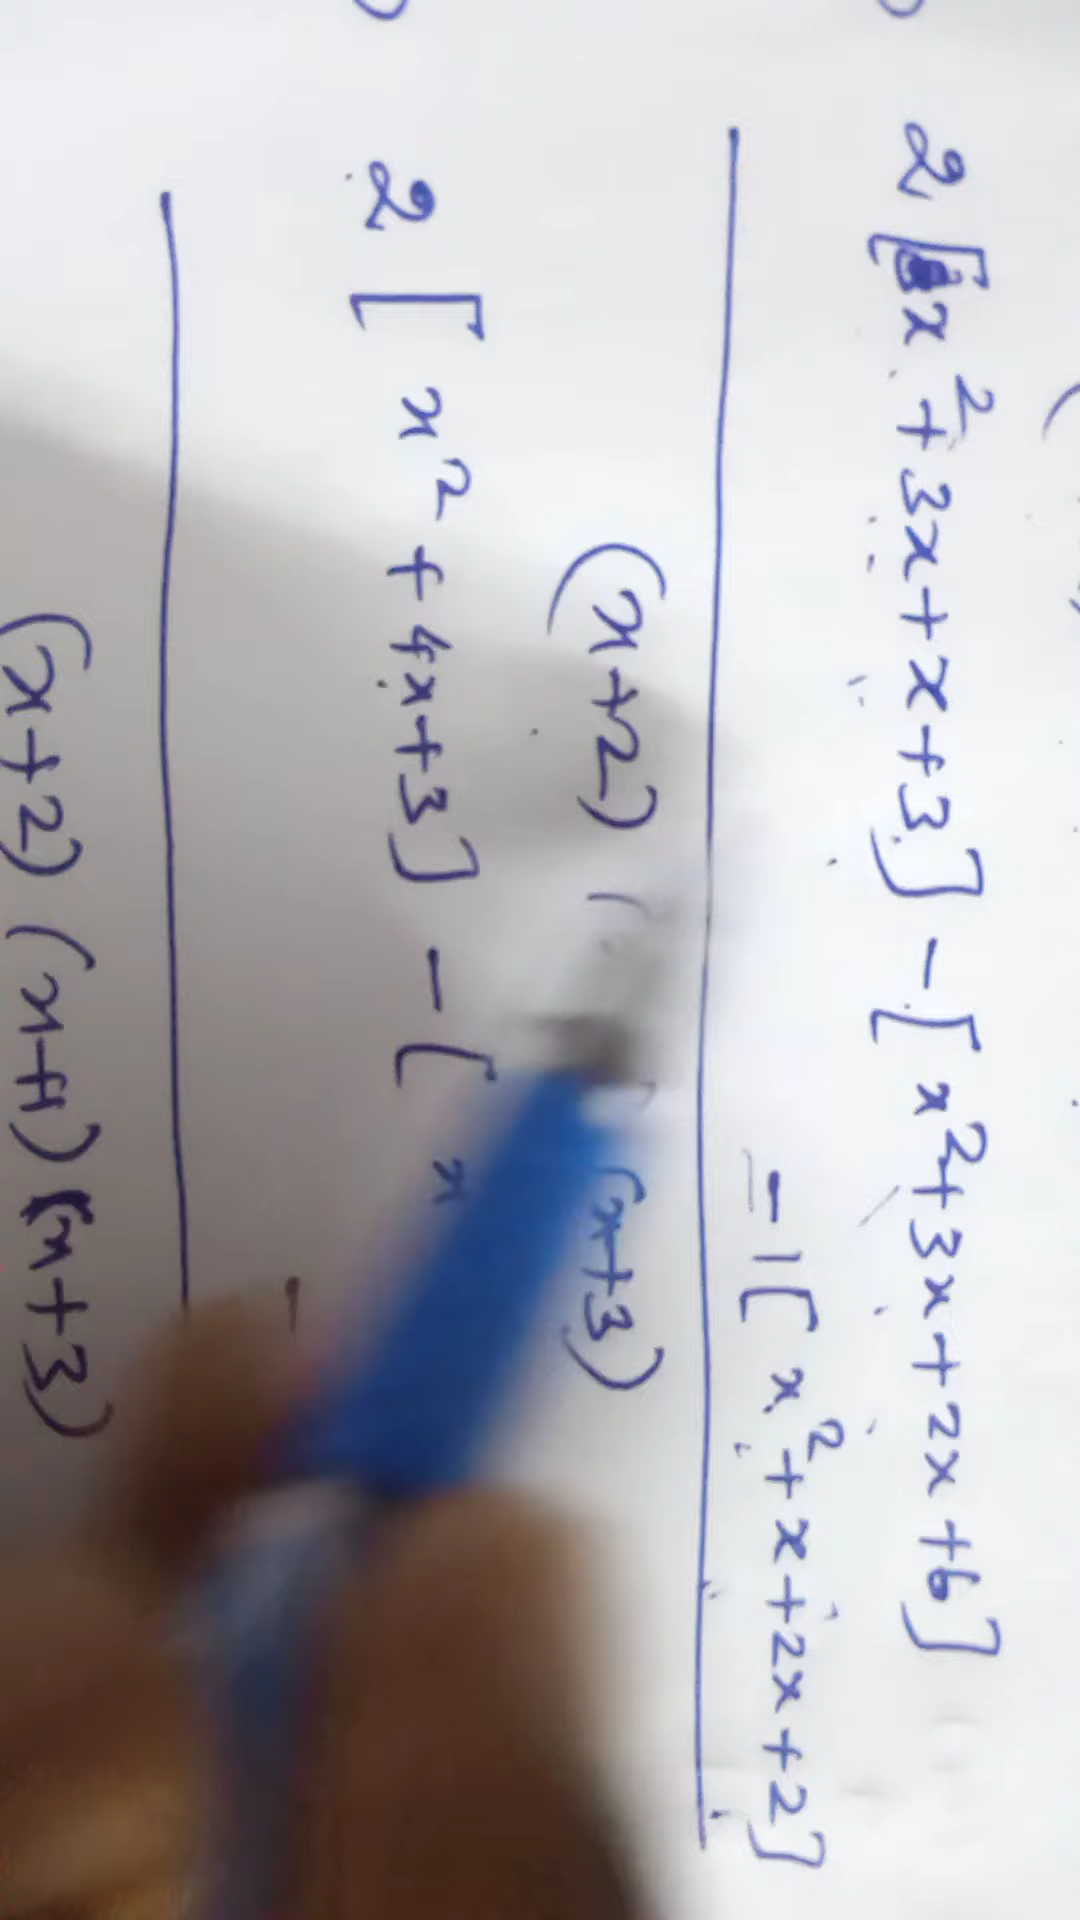 2[x²+3x+x+3] - [x²+3x+2x+6]
-1[x²+x+2x+2]
(x+2) (x+3)
2[x²+4x+3] - [x
-
(x+2)(x+1)(x+3)